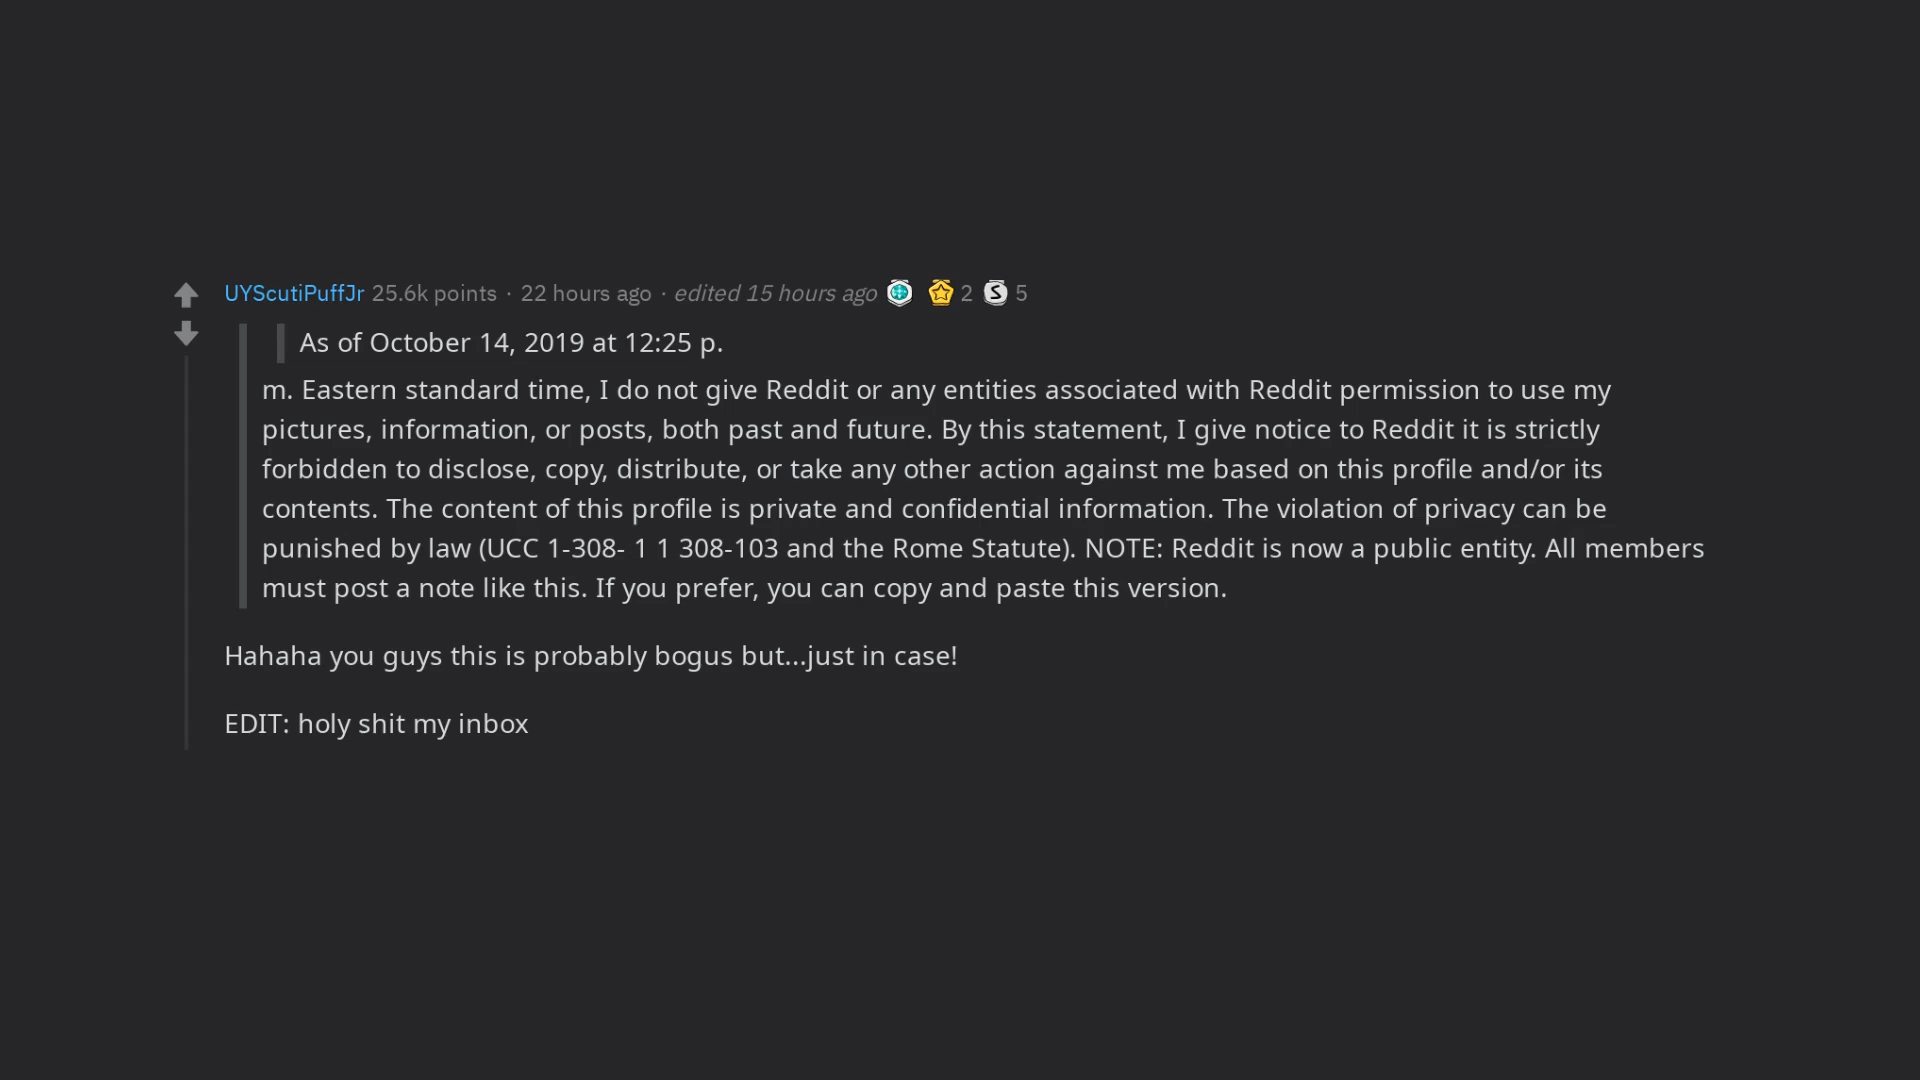 UYScutiPuffJr 25.6k points · 22 hours ago · edited 15 hours ago 2 S 5
As of October 14, 2019 at 12:25 p.
m. Eastern standard time, I do not give Reddit or any entities associated with Reddit permission to use my
pictures, information, or posts, both past and future. By this statement, I give notice to Reddit it is strictly
forbidden to disclose, copy, distribute, or take any other action against me based on this profile and/or its
contents. The content of this profile is private and confidential information. The violation of privacy can be
punished by law (UCC 1-308- 1 1 308-103 and the Rome Statute). NOTE: Reddit is now a public entity. All members
must post a note like this. If you prefer, you can copy and paste this version.
Hahaha you guys this is probably bogus but...just in case!
EDIT: holy shit my inbox